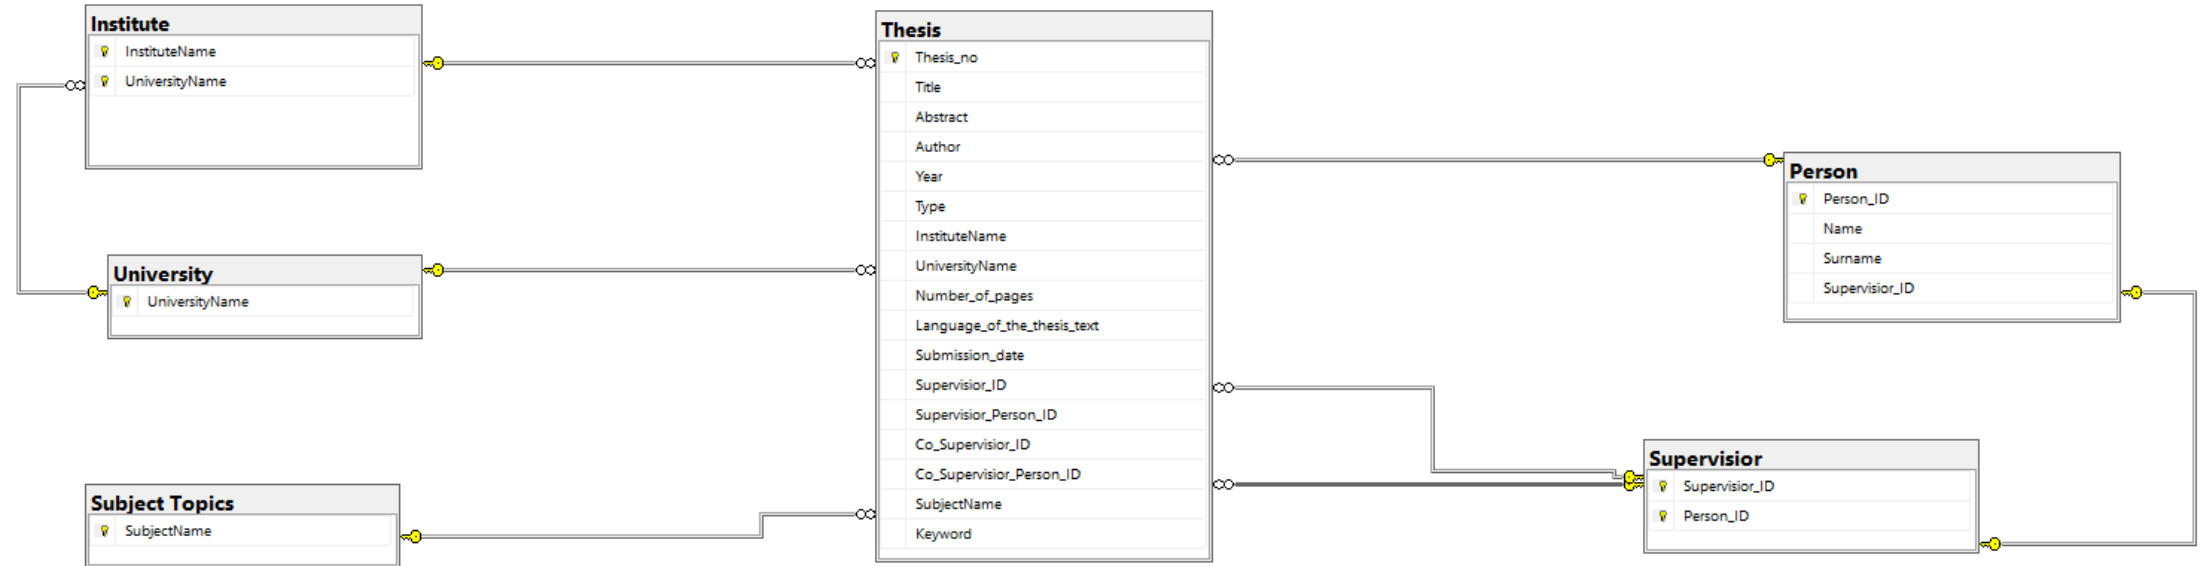 Institute
InstituteName
UniversityName
University
UniversityName
Subject Topics
SubjectName
Thesis
Thesis_no
Title
Abstract
Author
Year
Type
InstituteName
UniversityName
Number_of_pages
Language_of_the_thesis_text
Submission_date
Supervisior_ID
Supervisior_Person_ID
Co_Supervisior_ID
Co_Supervisior_Person_ID
SubjectName
Keyword
Person
Person_ID
Name
Surname
Supervisior_ID
Supervisior
Supervisior_ID
Person_ID